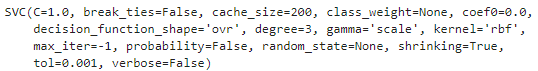 SVC(C=1.0, break_ties=False, cache_size=200, class_weight=None, coef0=0.0,
decision_function_shape='ovr', degree=3, gamma='scale', kernel='rbf',
max_iter=-1, probability=False, random_state=None, shrinking=True,
tol=0.001, verbose=False)